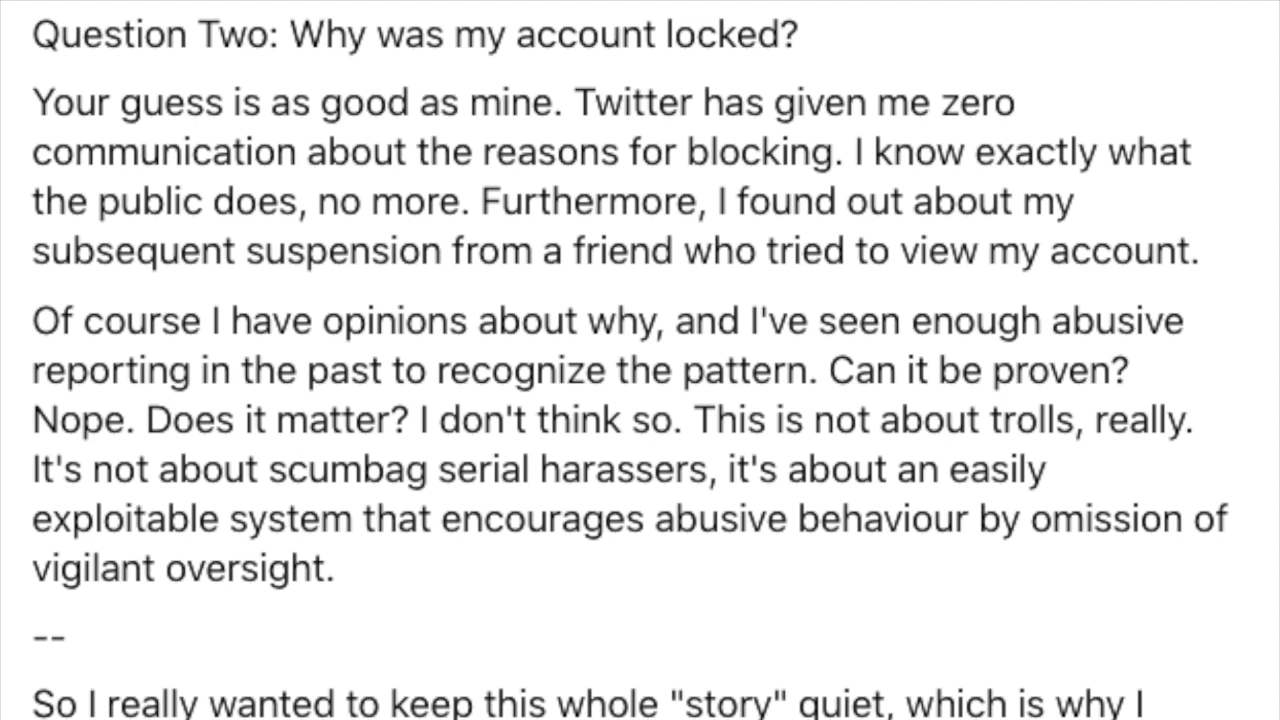 Question Two: Why was my account locked?
Your guess is as good as mine. Twitter has given me zero
communication about the reasons for blocking. I know exactly what
the public does, no more. Furthermore, I found out about my
subsequent suspension from a friend who tried to view my account.
Of course I have opinions about why, and I've seen enough abusive
reporting in the past to recognize the pattern. Can it be proven?
Nope. Does it matter? I don't think so. This is not about trolls, really.
It's not about scumbag serial harassers, it's about an easily
exploitable system that encourages abusive behaviour by omission of
vigilant oversight.
--
So I really wanted to keep this whole "story" quiet, which is why I